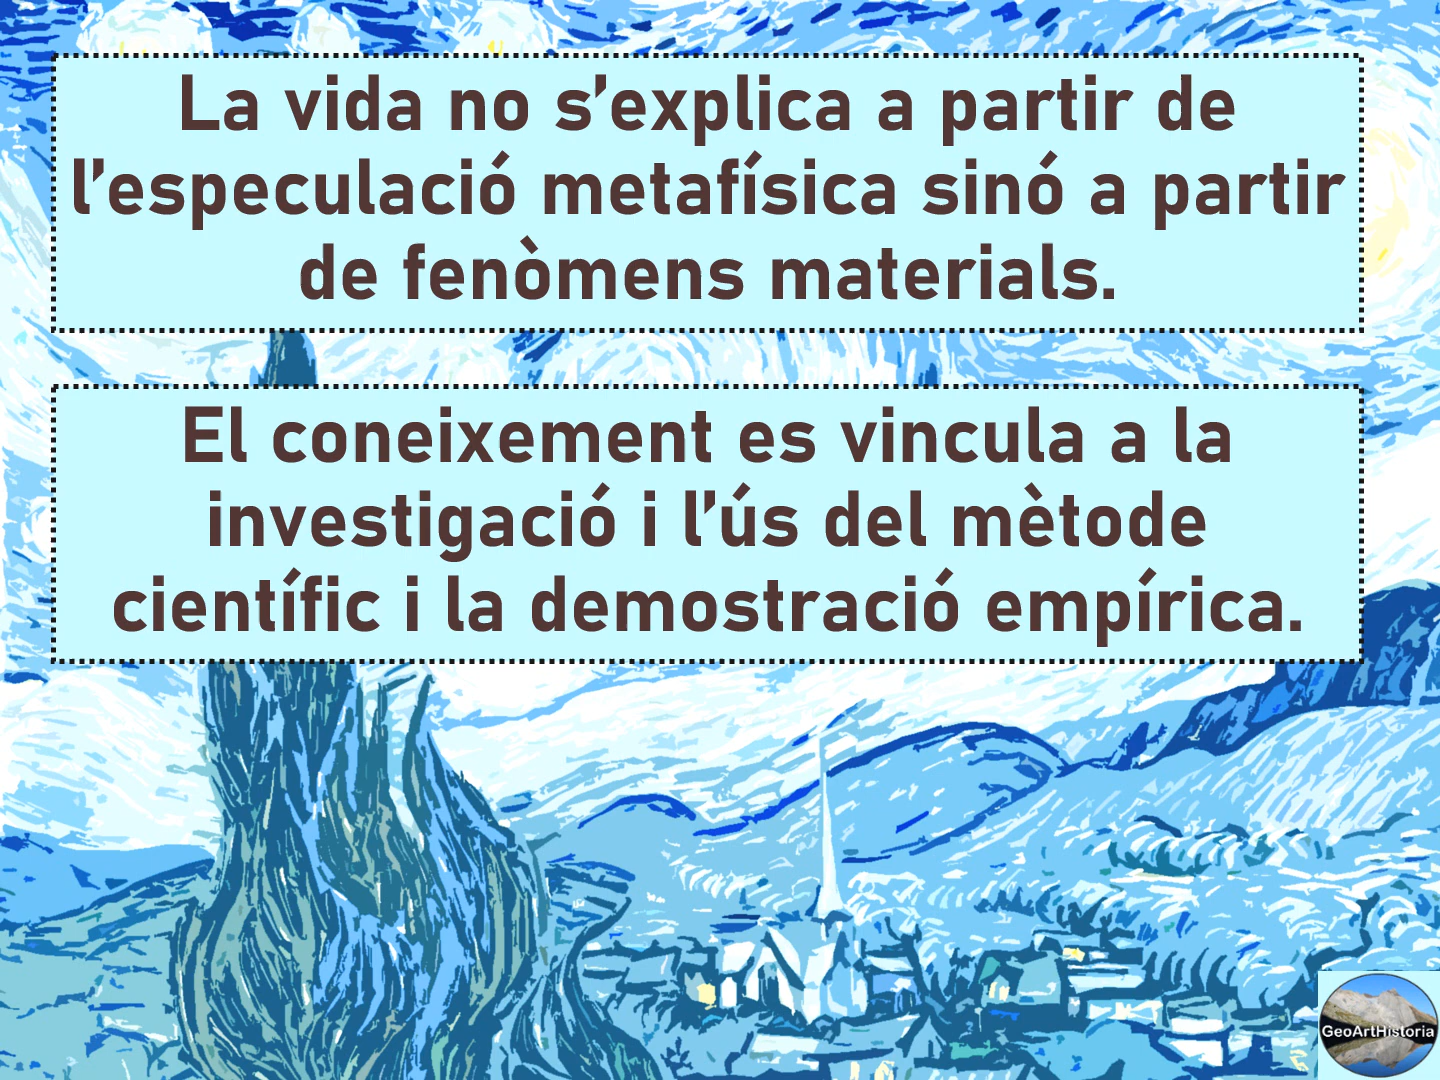 La vida no s’explica a partir de
l’especulació metafísica sinó a partir
de fenòmens materials.
El coneixement es vincula a la
investigació i l’ús del mètode
científic i la demostració empírica.
GeoArtHistoria